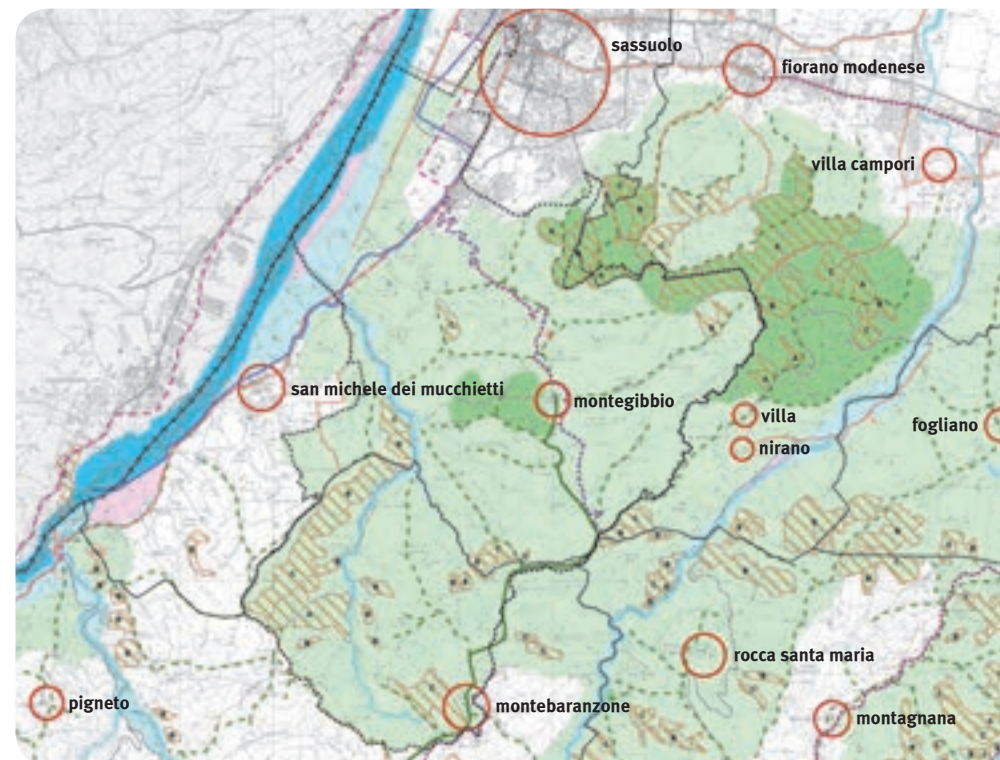 sassuolo
fiorano modenese
villa campori
san michele dei mucchietti
montegibbio
villa
fogliano
nirano
rocca santa maria
pigneto
montebaranzone
montagnana